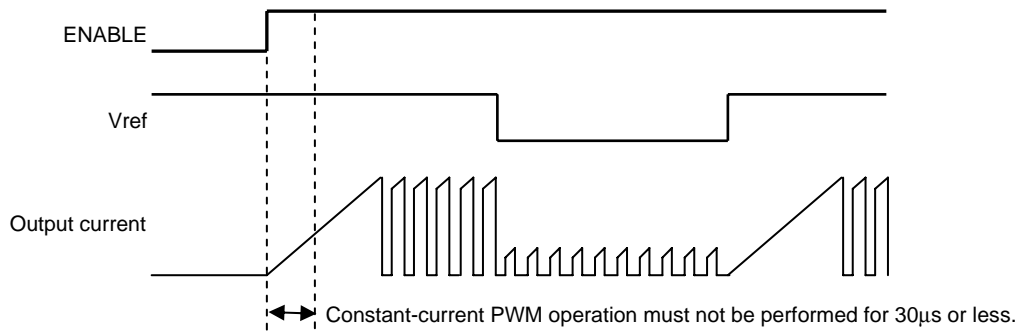 ENABLE
Vref
Output current
Constant-current PWM operation must not be performed for 30μs or less.